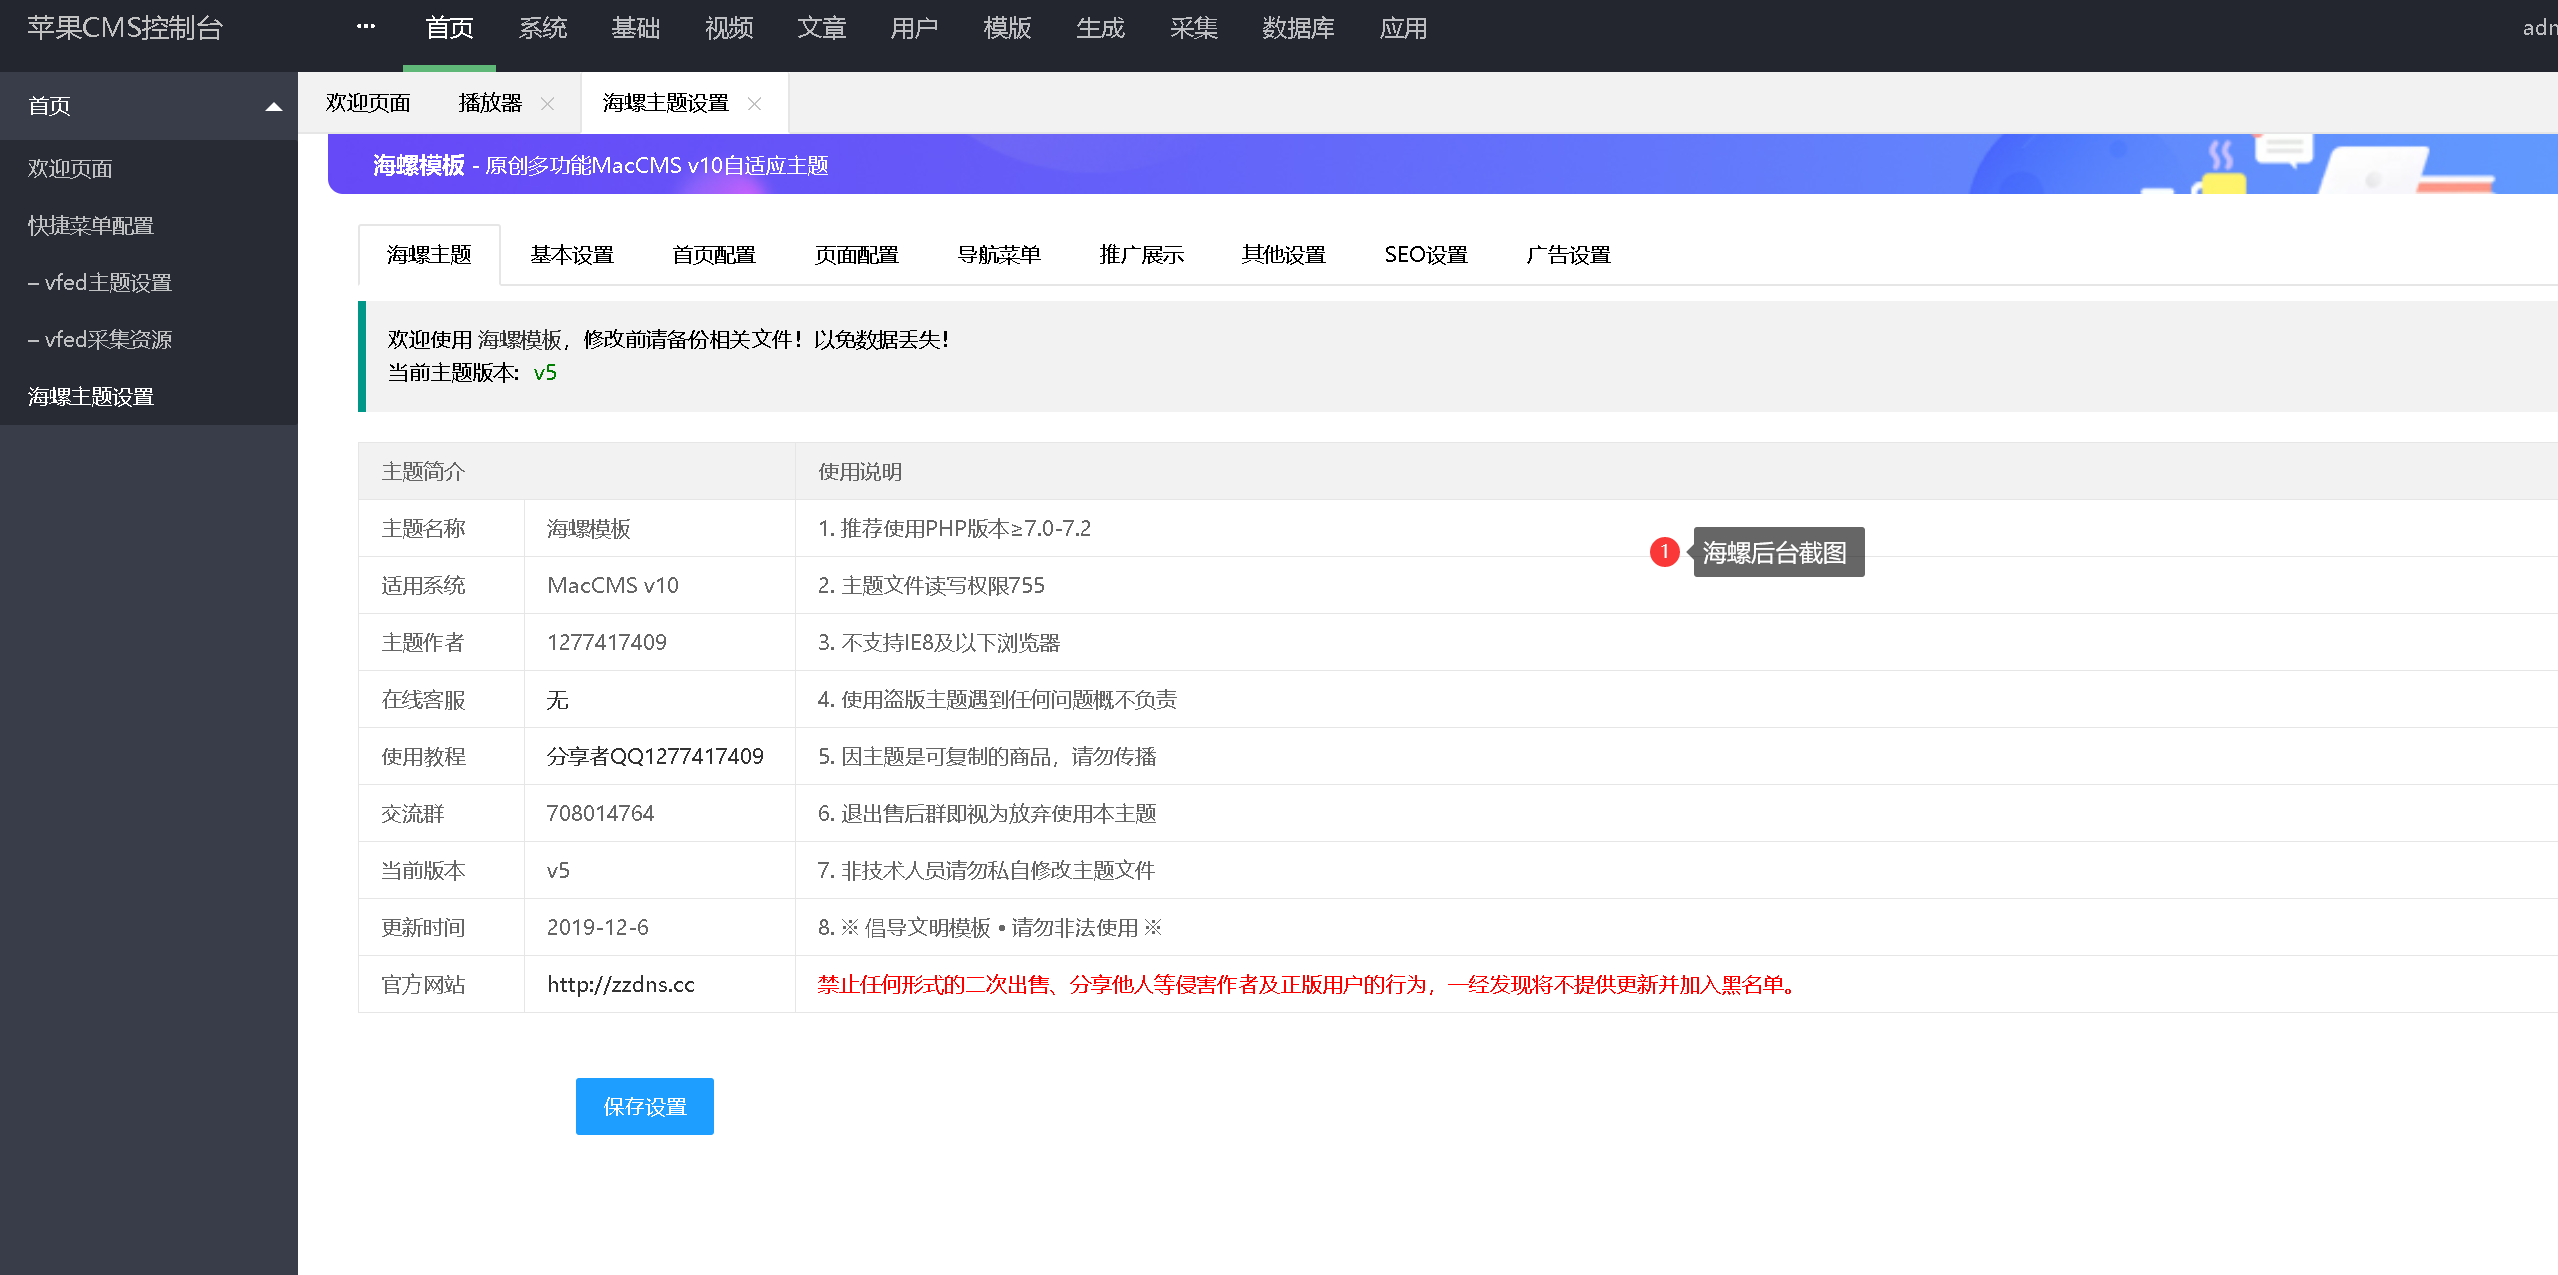 苹果CMS控制台
··· 首页 系统 基础 视频 文章 用户 模版 生成 采集 数据库 应用
首页
欢迎页面
快捷菜单配置
– vfed主题设置
– vfed采集资源
海螺主题设置
欢迎页面 播放器 海螺主题设置
海螺模板 - 原创多功能MacCMS v10自适应主题
海螺主题 基本设置 首页配置 页面配置 导航菜单 推广展示 其他设置 SEO设置 广告设置
欢迎使用 海螺模板，修改前请备份相关文件！以免数据丢失！
当前主题版本：v5
主题简介 使用说明
主题名称 海螺模板 1. 推荐使用PHP版本≥7.0-7.2
1 海螺后台截图
适用系统 MacCMS v10 2. 主题文件读写权限755
主题作者 1277417409 3. 不支持IE8及以下浏览器
在线客服 无 4. 使用盗版主题遇到任何问题概不负责
使用教程 分享者QQ1277417409 5. 因主题是可复制的商品，请勿传播
交流群 708014764 6. 退出售后群即视为放弃使用本主题
当前版本 v5 7. 非技术人员请勿私自修改主题文件
更新时间 2019-12-6 8. ※ 倡导文明模板 • 请勿非法使用 ※
官方网站 http://zzdns.cc 禁止任何形式的二次出售、分享他人等侵害作者及正版用户的行为，一经发现将不提供更新并加入黑名单。
保存设置